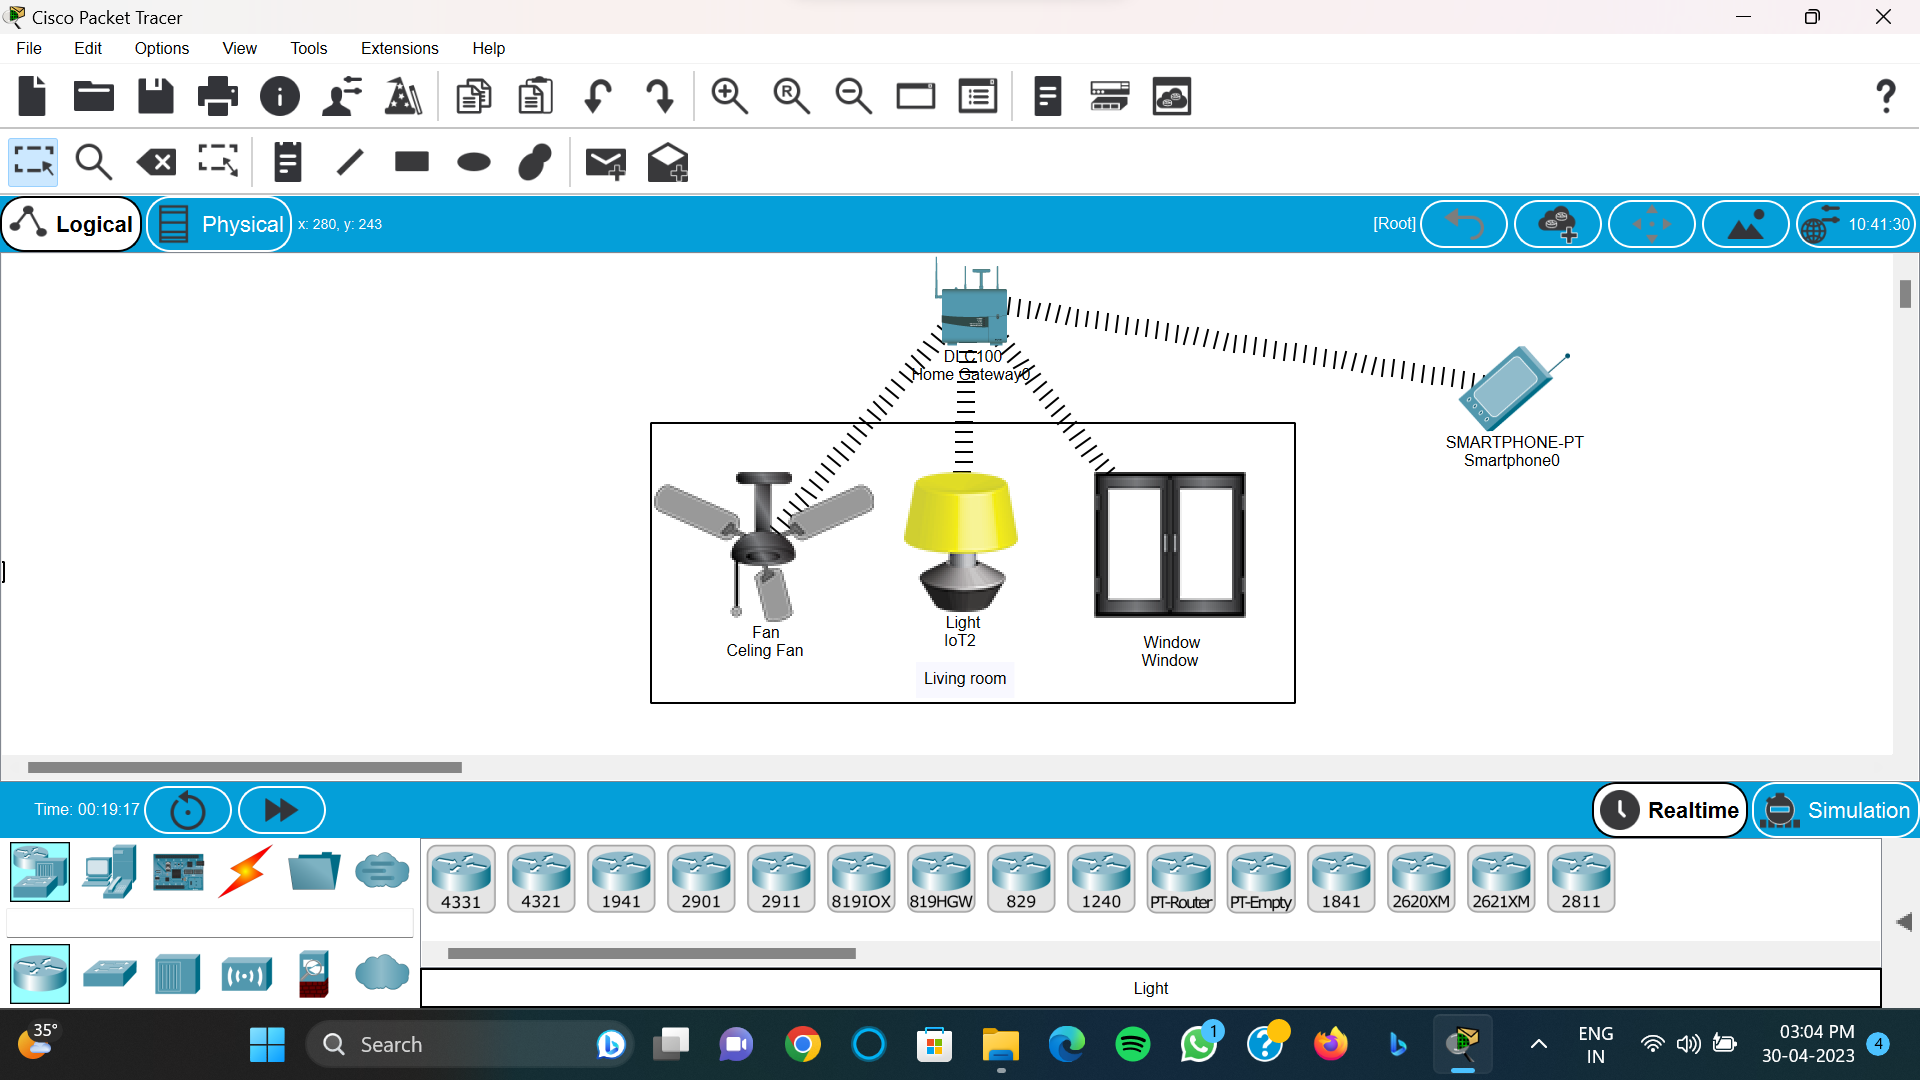 Cisco Packet Tracer
File Edit Options View Tools Extensions Help
R R ?
Logical Physical x: 280, y: 243 [Root] 10:41:30
DLC100
Home Gateway0
SMARTPHONE-PT
Smartphone0
Fan
Celing Fan
Light
IoT2
Window
Window
Living room
Time: 00:19:17 Realtime Simulation
4331 4321 1941 2901 2911 819IOX 819HGW 829 1240 PT-Router PT-Empty 1841 2620XM 2621XM 2811
Light
35° Search 1 ENG 03:04 PM
IN 30-04-2023 4